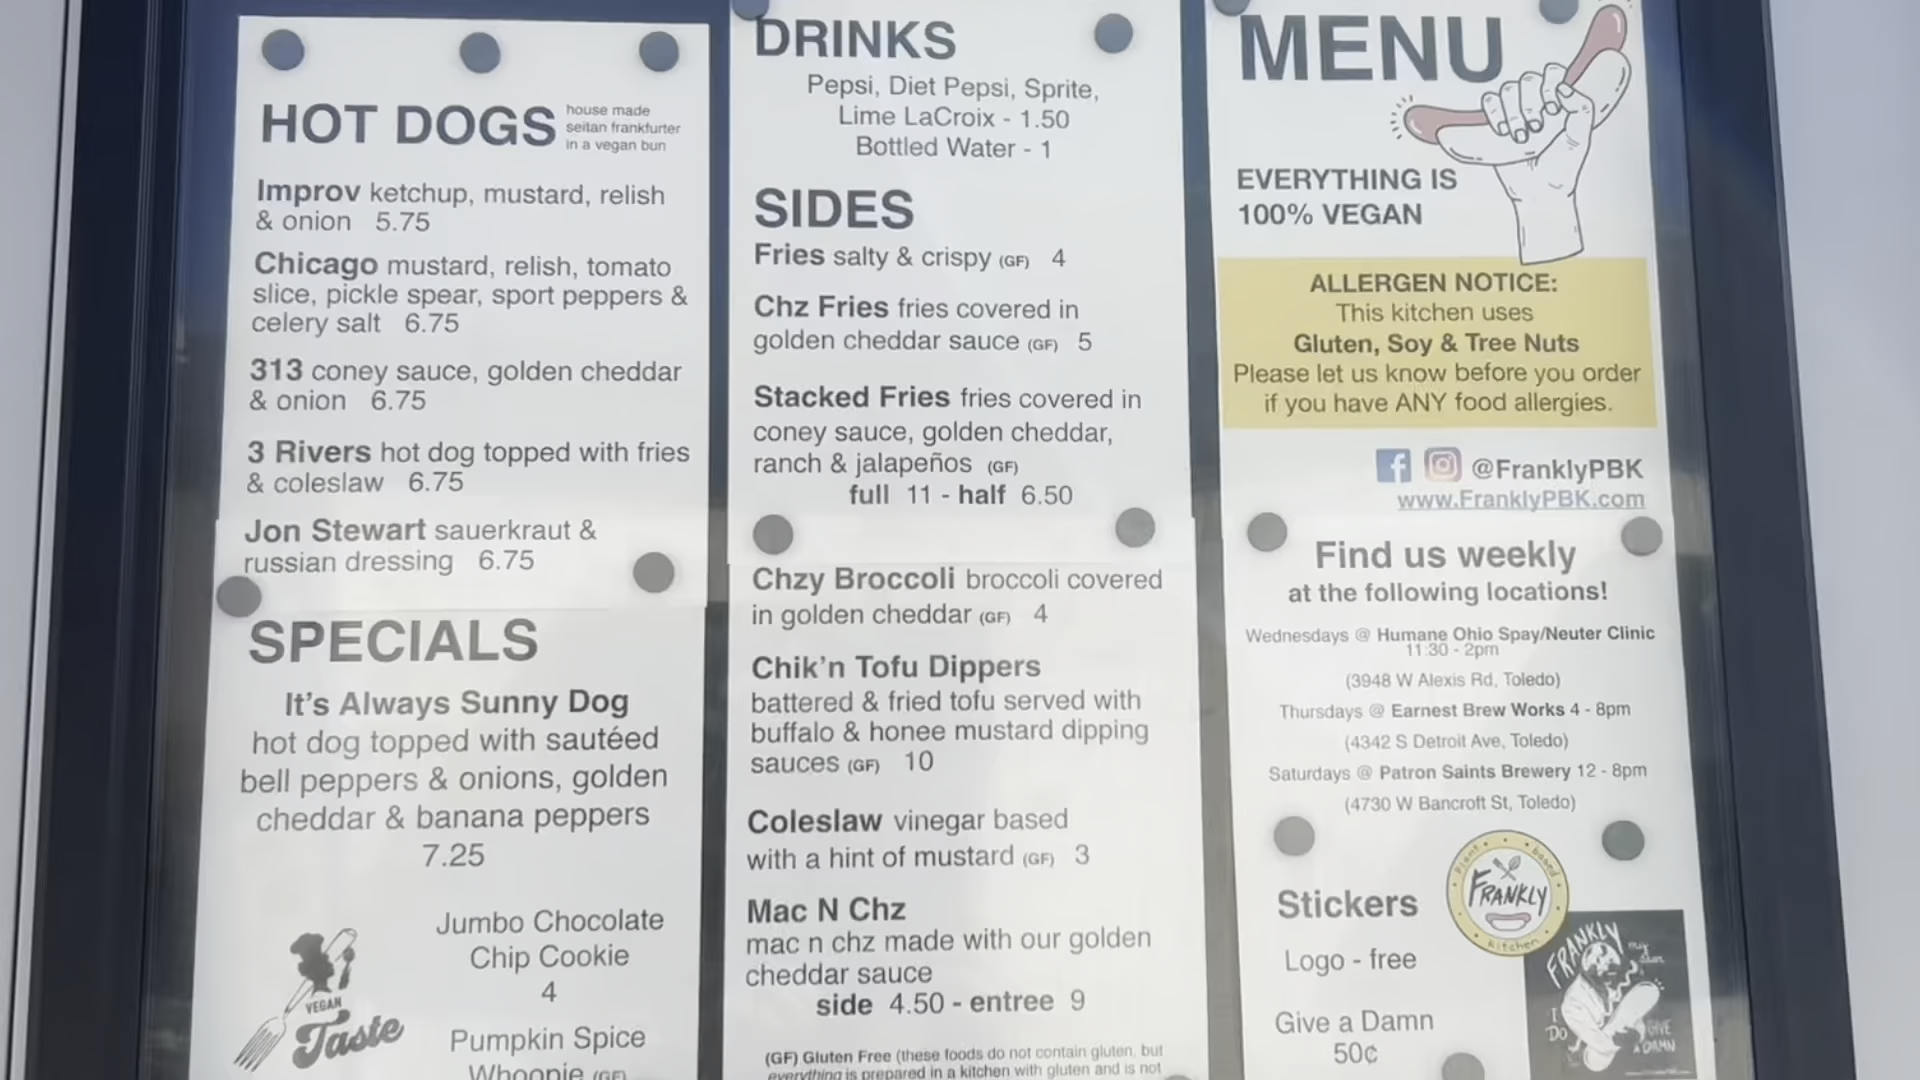 HOT DOGS
house made
seitan frankfurter
in a vegan bun
Improv ketchup, mustard, relish
& onion 5.75
Chicago mustard, relish, tomato
slice, pickle spear, sport peppers &
celery salt 6.75
313 coney sauce, golden cheddar
& onion 6.75
3 Rivers hot dog topped with fries
& coleslaw 6.75
Jon Stewart sauerkraut &
russian dressing 6.75
SPECIALS
It's Always Sunny Dog
hot dog topped with sautéed
bell peppers & onions, golden
cheddar & banana peppers
7.25
VEGAN
Taste
Jumbo Chocolate
Chip Cookie
4
Pumpkin Spice
Whoopie (GF)
DRINKS
Pepsi, Diet Pepsi, Sprite,
Lime LaCroix - 1.50
Bottled Water - 1
SIDES
Fries salty & crispy (GF) 4
Chz Fries fries covered in
golden cheddar sauce (GF) 5
Stacked Fries fries covered in
coney sauce, golden cheddar,
ranch & jalapeños (GF)
full 11 - half 6.50
Chzy Broccoli broccoli covered
in golden cheddar (GF) 4
Chik'n Tofu Dippers
battered & fried tofu served with
buffalo & honee mustard dipping
sauces (GF) 10
Coleslaw vinegar based
with a hint of mustard (GF) 3
Mac N Chz
mac n chz made with our golden
cheddar sauce
side 4.50 - entree 9
(GF) Gluten Free (these foods do not contain gluten, but
everything is prepared in a kitchen with gluten and is not
MENU
EVERYTHING IS
100% VEGAN
ALLERGEN NOTICE:
This kitchen uses
Gluten, Soy & Tree Nuts
Please let us know before you order
if you have ANY food allergies.
@FranklyPBK
www.FranklyPBK.com
Find us weekly
at the following locations!
Wednesdays @ Humane Ohio Spay/Neuter Clinic
11:30 - 2pm
(3948 W Alexis Rd, Toledo)
Thursdays @ Earnest Brew Works 4 - 8pm
(4342 S Detroit Ave, Toledo)
Saturdays @ Patron Saints Brewery 12 - 8pm
(4730 W Bancroft St, Toledo)
Stickers
Plant based
FRANKLY
kitchen
Logo - free
Give a Damn
50¢
FRANKLY
my
I
DO
GIVE
A DAMN